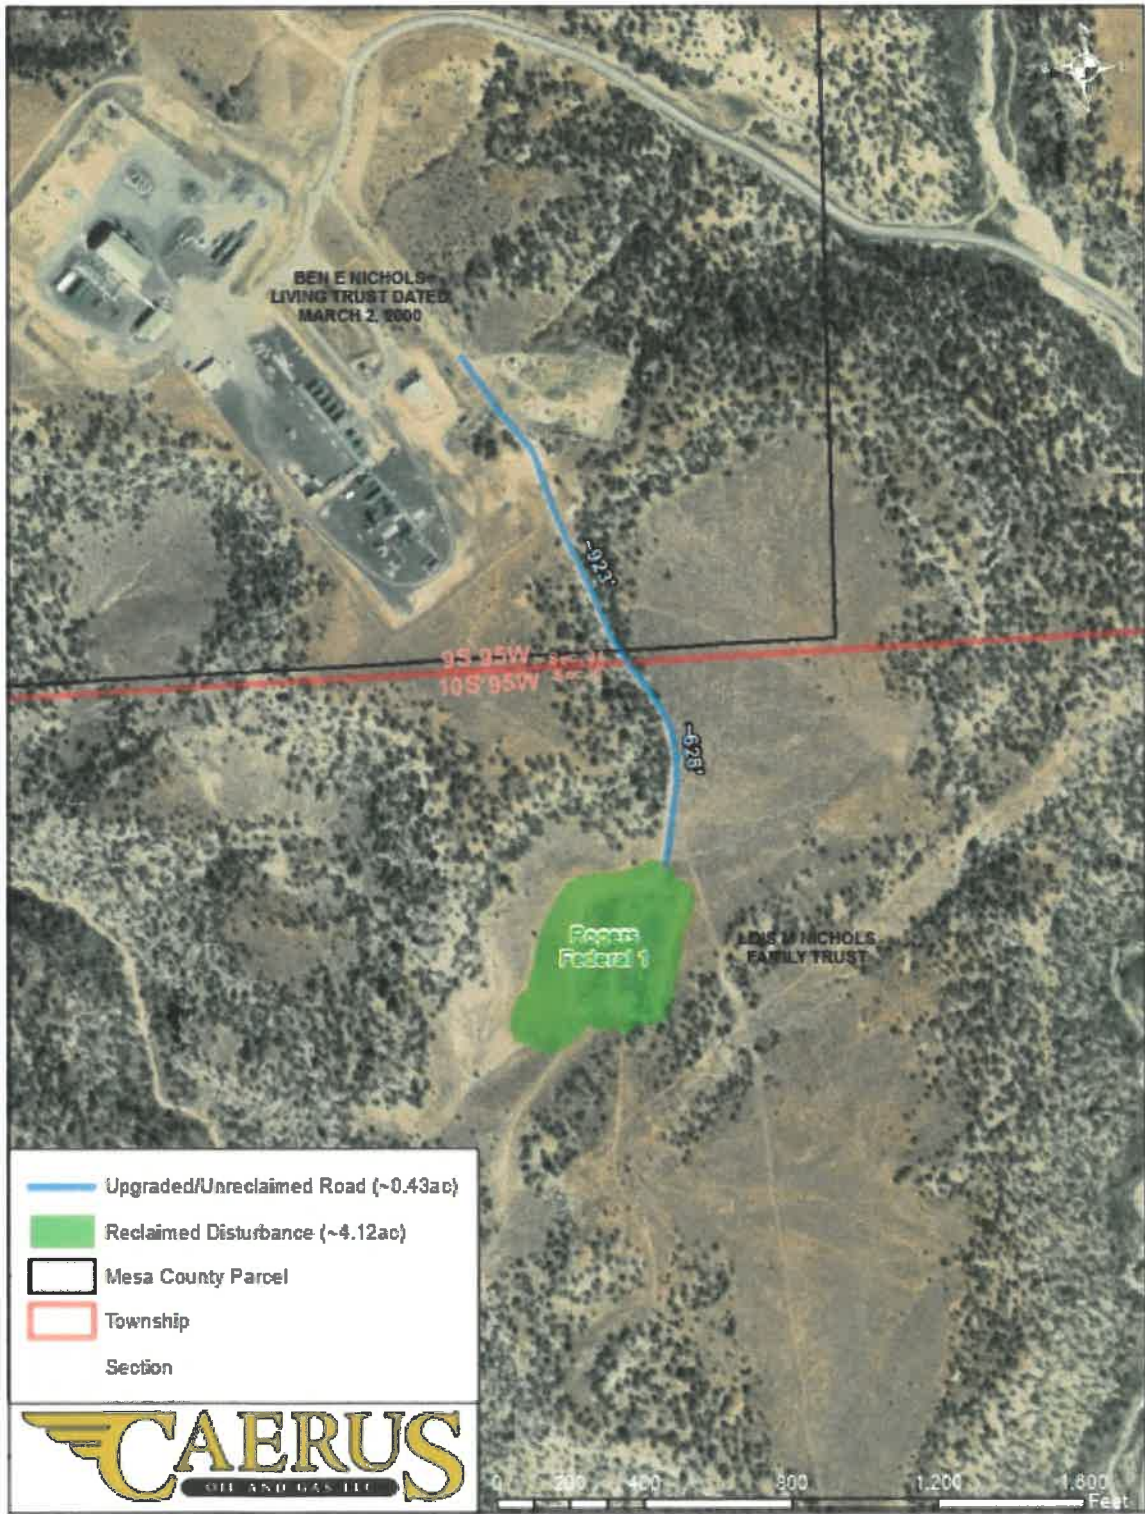 BEN E NICHOLS
LIVING TRUST DATED
MARCH 2, 2000
~923'
9S 95W
10S 95W
Rogers
Federal 1
LOIS M NICHOLS
FAMILY TRUST
Upgraded/Unreclaimed Road (~0.43ac)
Reclaimed Disturbance (~4.12ac)
Mesa County Parcel
Township
Section
CAERUS
OIL AND GAS LLC
0 200 400 800 1,200 1,600
Feet